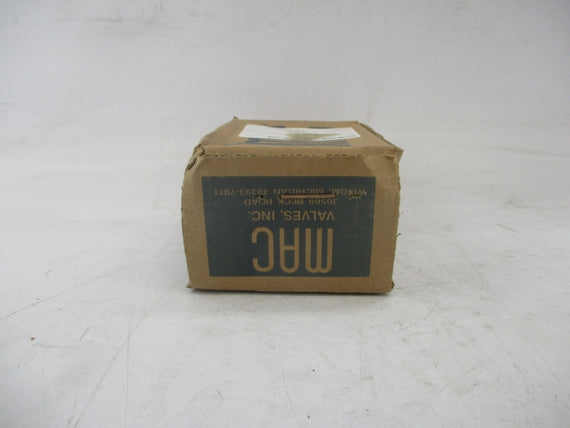 MAC
VALVES, INC.
30569 BECK ROAD
WIXOM, MICHIGAN 48393-7011